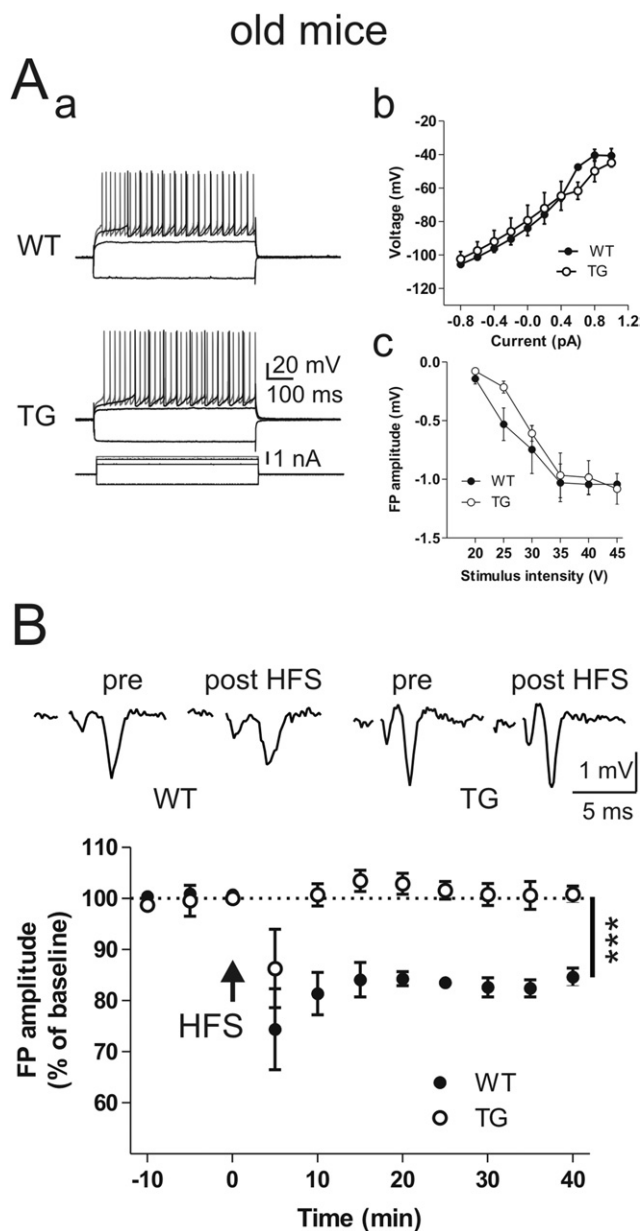 old mice
A
a
WT
TG
20 mV
100 ms
1 nA
b
Voltage (mV)
-20
-40
-60
-80
-100
-120
WT
TG
-0.8 -0.4 -0.0 0.4 0.8 1.2
Current (pA)
c
FP amplitude (mV)
0.0
-0.5
-1.0
-1.5
WT
TG
20 25 30 35 40 45
Stimulus intensity (V)
B
pre post HFS pre post HFS
WT TG
1 mV
5 ms
FP amplitude
(% of baseline)
110
100
90
80
70
60
HFS
***
WT
TG
-10 0 10 20 30 40
Time (min)